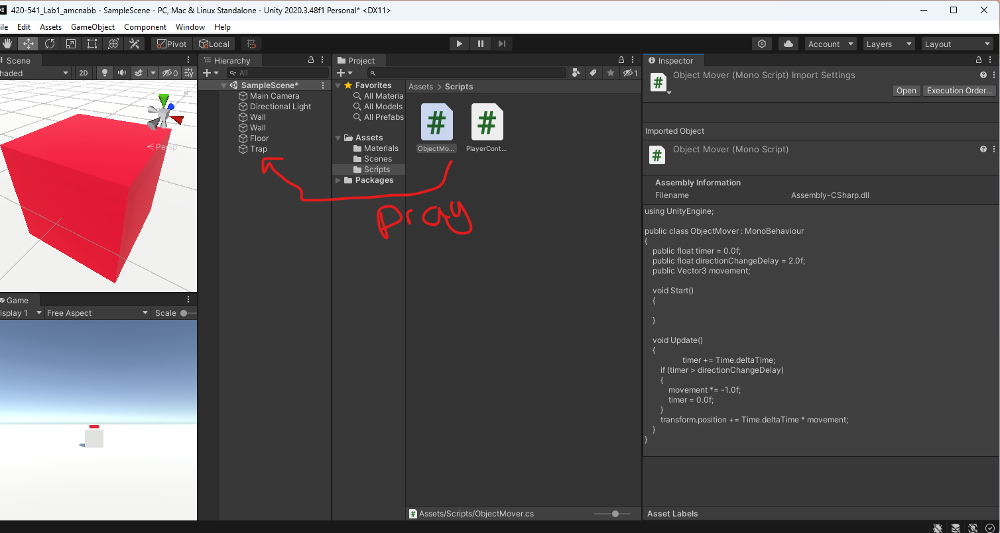 420-541_Lab1_amcnabb - SampleScene - PC, Mac & Linux Standalone - Unity 2020.3.48f1 Personal* <DX11>
ile Edit Assets GameObject Component Window Help
Pivot Local Account Layers Layout
Scene
haded 2D 0
Persp
Game
isplay 1 Free Aspect Scale
Hierarchy
All
SampleScene*
Main Camera
Directional Light
Wall
Wall
Floor
Trap
Project
1
Favorites
All Materia
All Models
All Prefabs
Assets
Materials
Scenes
Scripts
Packages
Assets > Scripts
ObjectMo... PlayerCont...
Dray
Assets/Scripts/ObjectMover.cs
Inspector
Object Mover (Mono Script) Import Settings
Open Execution Order...
Imported Object
Object Mover (Mono Script)
Assembly Information
Filename Assembly-CSharp.dll
using UnityEngine;
public class ObjectMover : MonoBehaviour
{
public float timer = 0.0f;
public float directionChangeDelay = 2.0f;
public Vector3 movement;
void Start()
{
}
void Update()
{
timer += Time.deltaTime;
if (timer > directionChangeDelay)
{
movement *= -1.0f;
timer = 0.0f;
}
transform.position += Time.deltaTime * movement;
}
}
Asset Labels